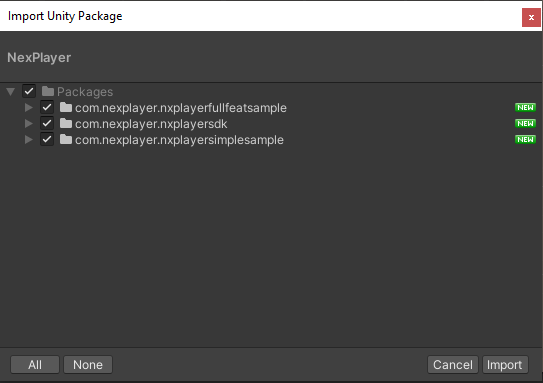 Import Unity Package
x
NexPlayer
Packages
com.nexplayer.nxplayerfullfeatsample NEW
com.nexplayer.nxplayersdk NEW
com.nexplayer.nxplayersimplesample NEW
All None Cancel Import